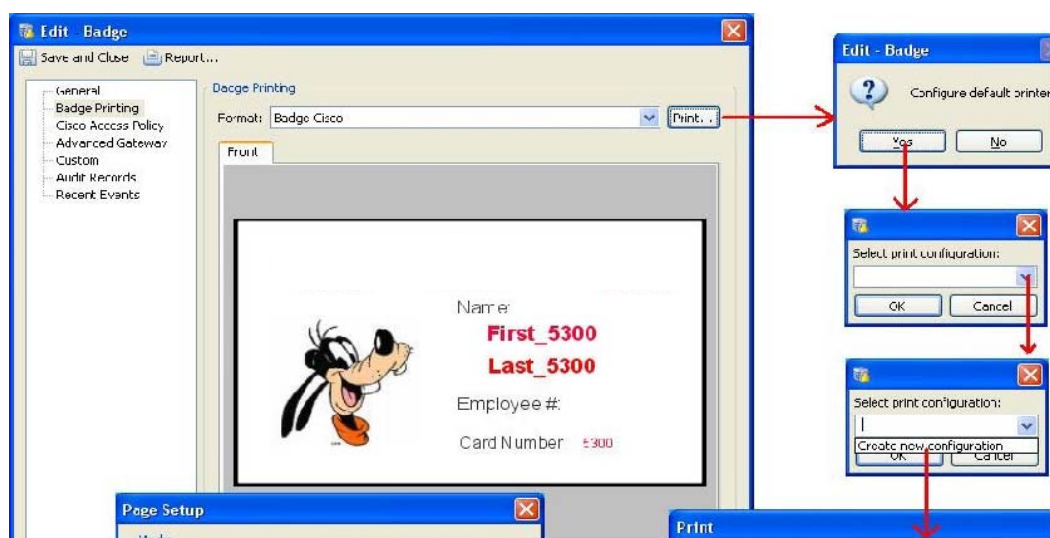 Edit - Badge
Save and Close Report...
General
Badge Printing
Cisco Access Policy
Advanced Gateway
Custom
Audit Records
Recent Events
Badge Printing
Format: Badge Cisco Print...
Front
Name:
First_5300
Last_5300
Employee #:
Card Number 5300
Page Setup
Edit - Badge
Configure default printer
Yes No
Select print configuration:
OK Cancel
Select print configuration:
Create new configuration
OK Cancel
Print